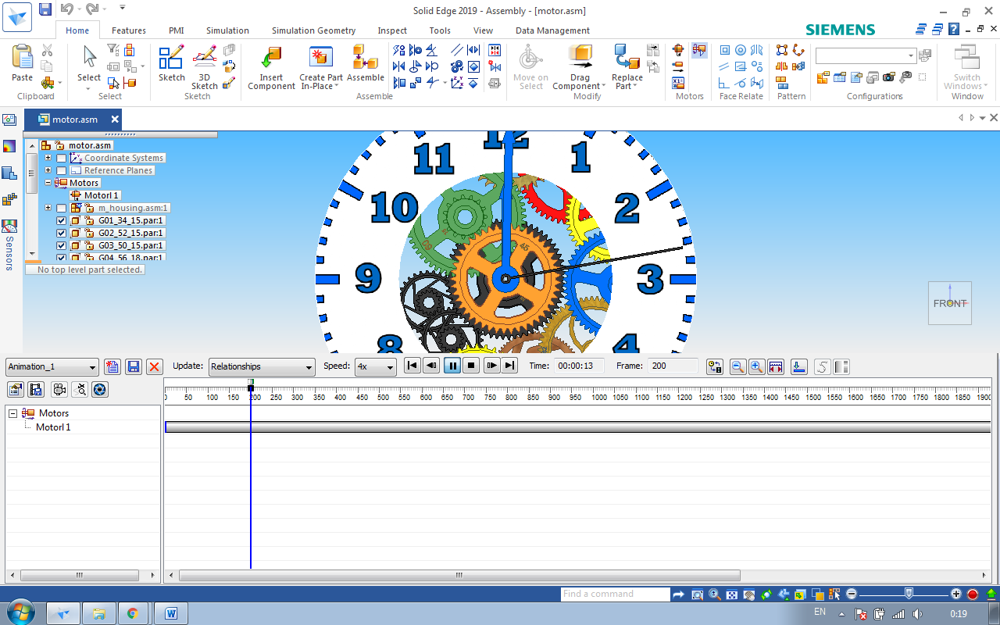 Solid Edge 2019 - Assembly - [motor.asm]
Home Features PMI Simulation Simulation Geometry Inspect Tools View Data Management
SIEMENS
Paste
Select
Sketch
3D Sketch
Insert Component
Create Part In-Place
Assemble
Move on Select
Drag Component
Replace Part
Switch Windows
Clipboard Select Sketch Assemble Modify Motors Face Relate Pattern Configurations Window
motor.asm
Sensors
motor.asm
Coordinate Systems
Reference Planes
Motors
Motorl 1
m_housing.asm:1
G01_34_15.par:1
G02_52_15.par:1
G03_50_15.par:1
G04_56_18.par:1
No top level part selected.
11 12 1
10 2
9 3
8 4
45
FRONT
Animation_1 Update: Relationships Speed: 4x Time: 00:00:13 Frame: 200
50 100 150 200 250 300 350 400 450 500 550 600 650 700 750 800 850 900 950 1000 1050 1100 1150 1200 1250 1300 1350 1400 1450 1500 1550 1600 1650 1700 1750 1800 1850 1900
Motors
Motorl 1
Find a command
EN 0:19